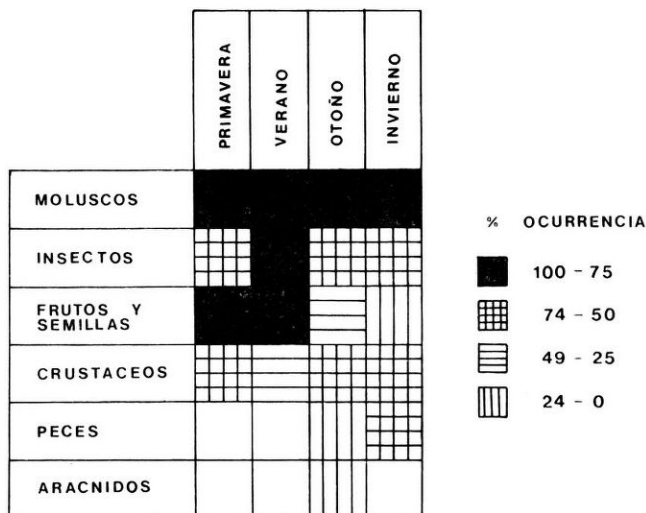 PRIMAVERA
VERANO
OTOÑO
INVIERNO
MOLUSCOS
INSECTOS
FRUTOS Y
SEMILLAS
CRUSTACEOS
PECES
ARACNIDOS
% OCURRENCIA
100 - 75
74 - 50
49 - 25
24 - 0